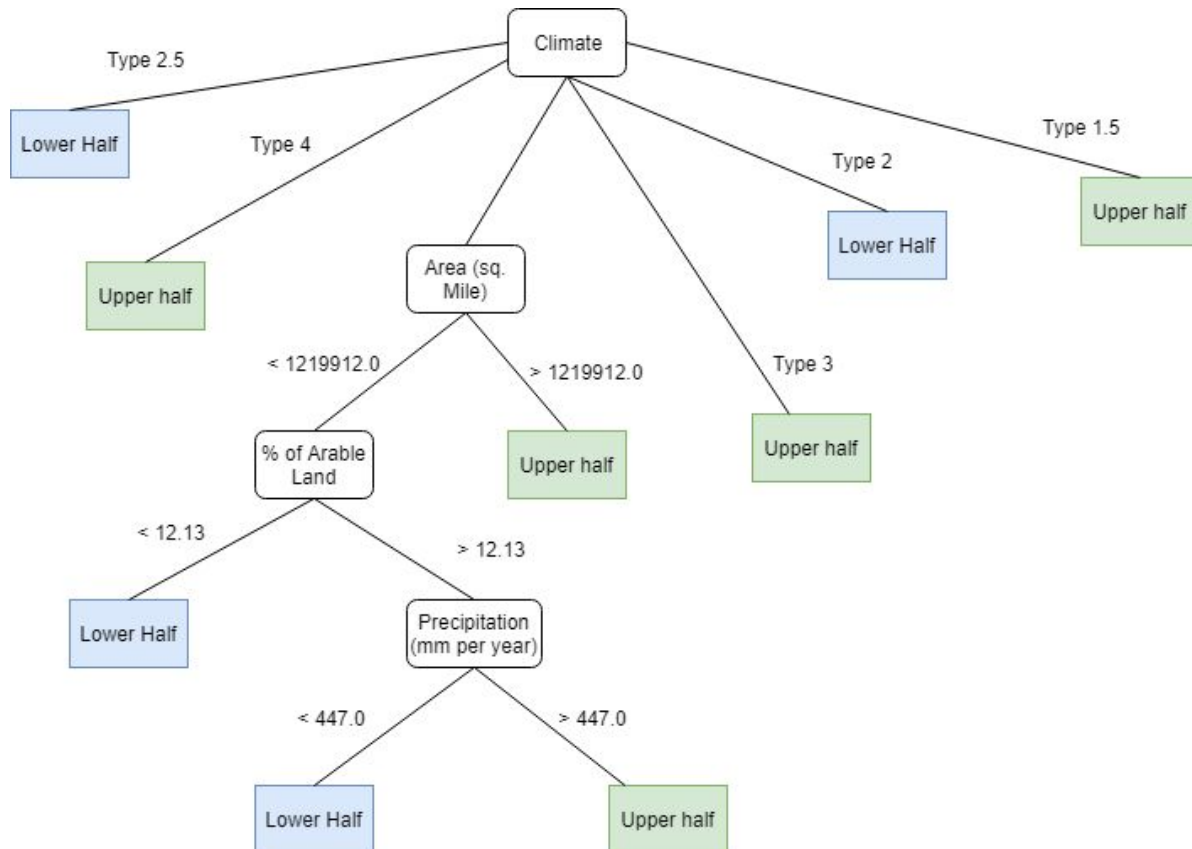 Climate
Type 2.5
Lower Half
Type 4
Type 1.5
Type 2
Upper half
Lower Half
Area (sq.
Mile)
Upper half
< 1219912.0
> 1219912.0
Type 3
% of Arable
Land
Upper half
Upper half
< 12.13
> 12.13
Lower Half
Precipitation
(mm per year)
< 447.0
> 447.0
Lower Half
Upper half